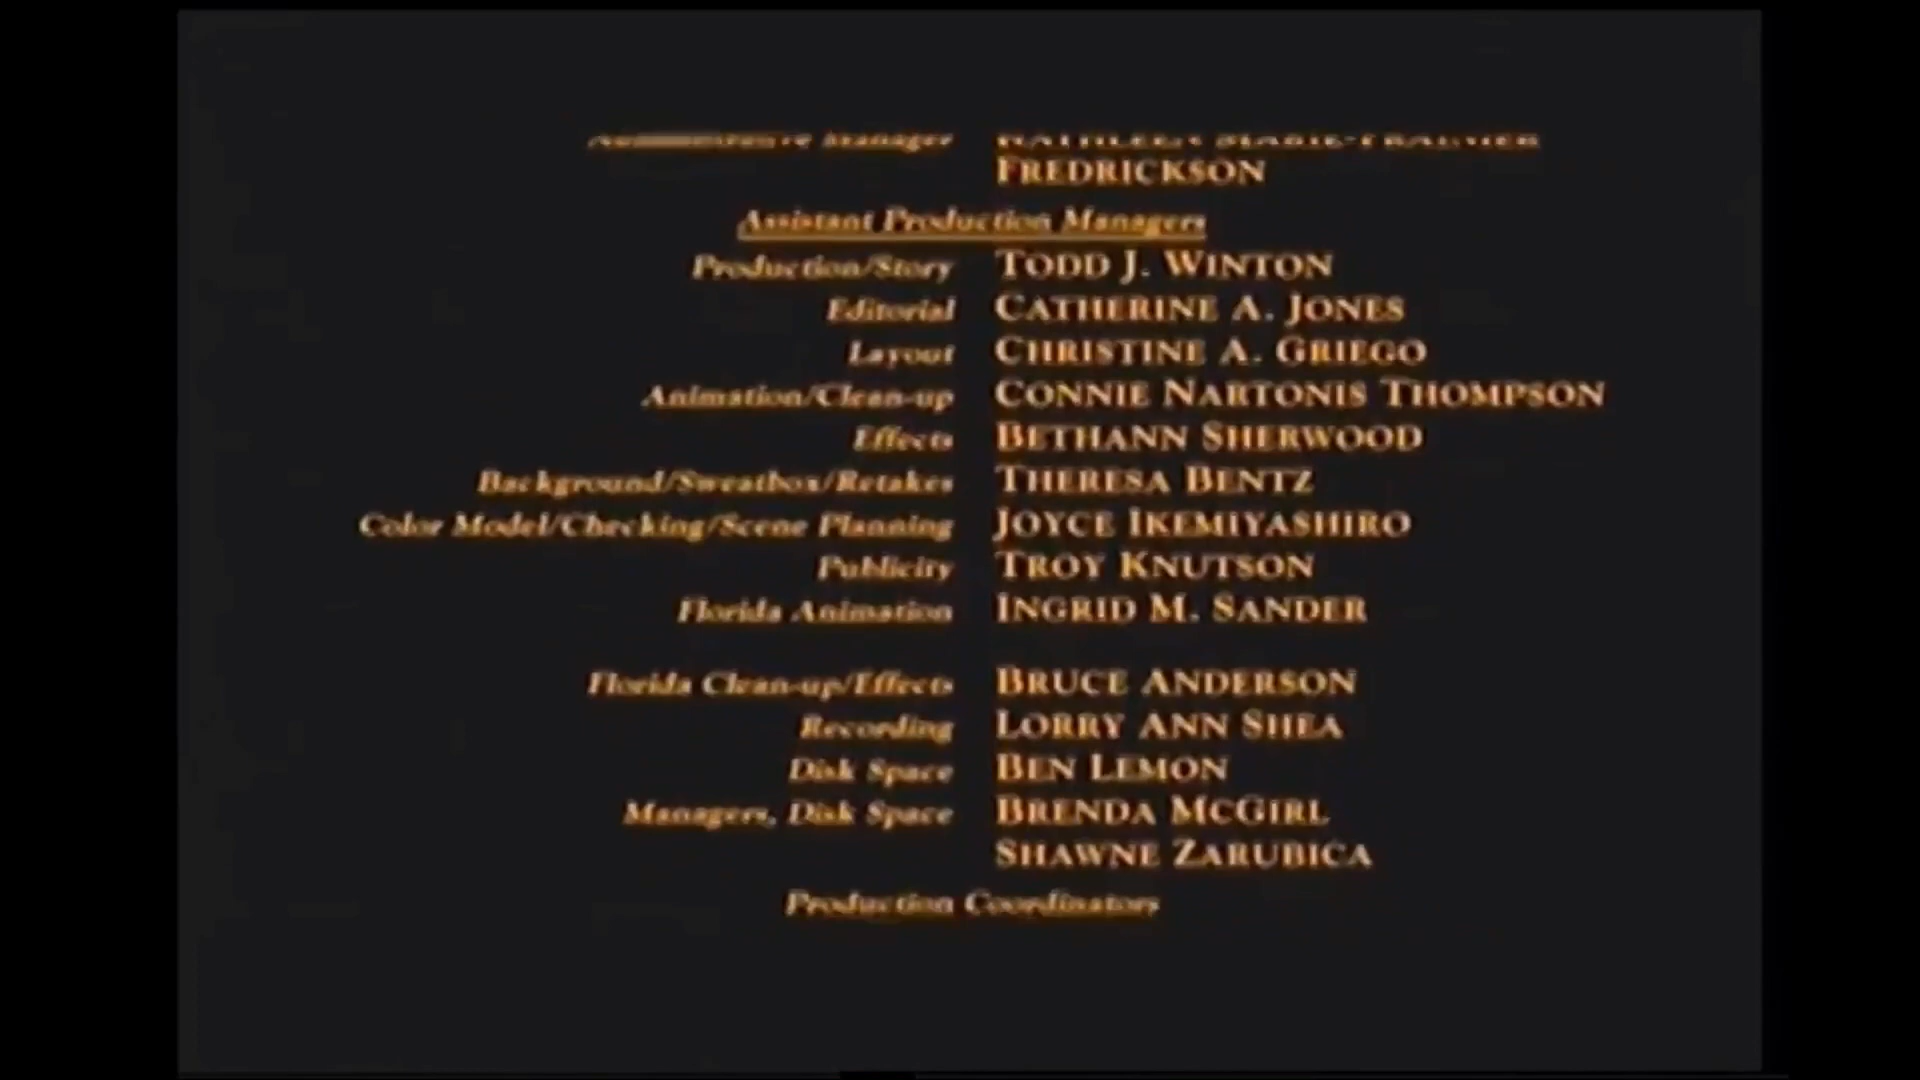 Manager
FREDRICKSON
Assistant Production Managers
Production/Story TODD J. WINTON
Editorial CATHERINE A. JONES
Layout CHRISTINE A. GRIEGO
Animation/Clean-up CONNIE NARTONIS THOMPSON
Effects BETHANN SHERWOOD
Background/Sweatbox/Retakes THERESA BENTZ
Color Model/Checking/Scene Planning JOYCE IKEMIYASHIRO
Publicity TROY KNUTSON
Florida Animation INGRID M. SANDER
Florida Clean-up/Effects BRUCE ANDERSON
Recording LORRY ANN SHEA
Disk Space BEN LEMON
Managers, Disk Space BRENDA MCGIRL
SHAWNE ZARUBICA
Production Coordinators